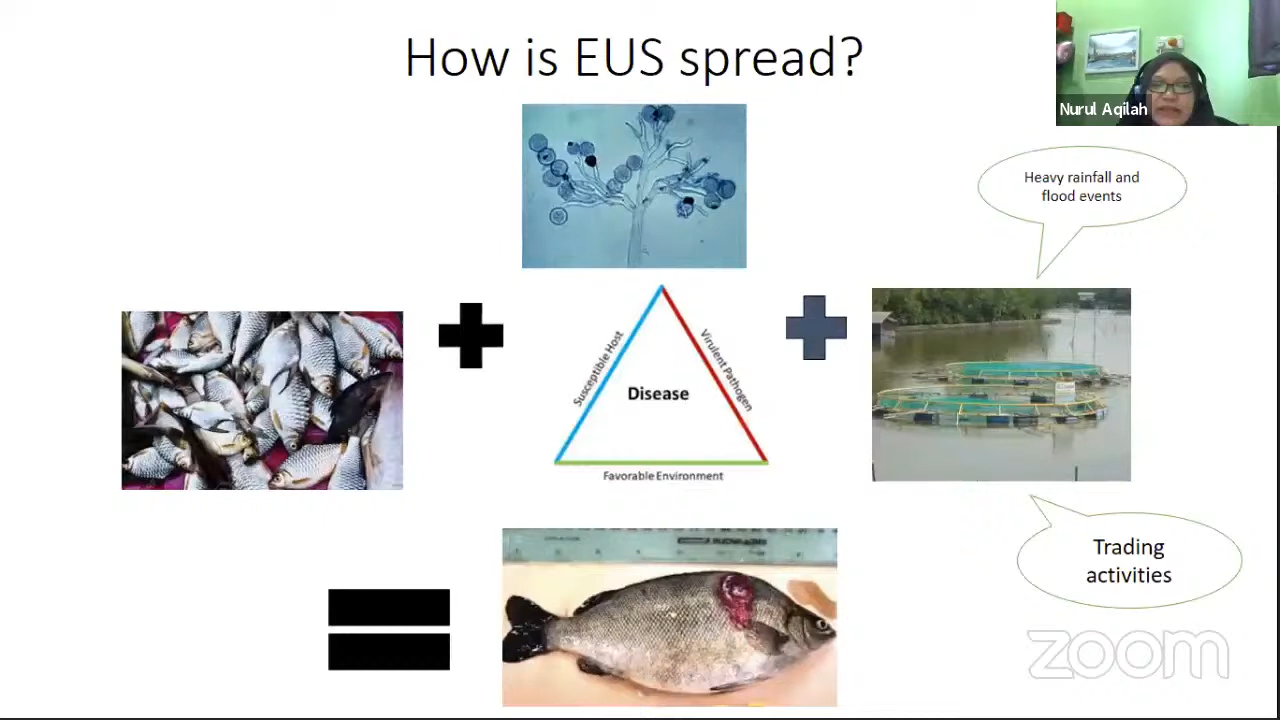 How is EUS spread?
Nurul Aqilah
Heavy rainfall and
flood events
Susceptible Host
Virulent Pathogen
Disease
Favorable Environment
Trading
activities
zoom